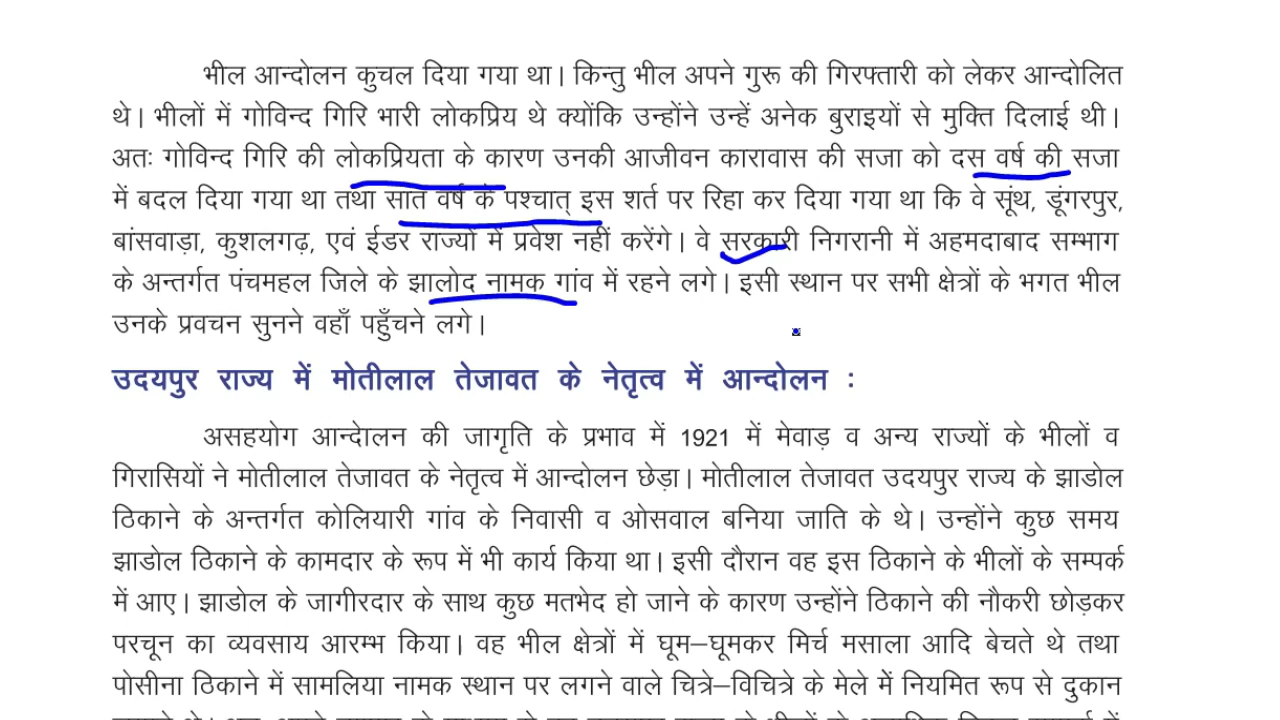 भील आन्दोलन कुचल दिया गया था। किन्तु भील अपने गुरू की गिरफ्तारी को लेकर आन्दोलित
थे। भीलों में गोविन्द गिरि भारी लोकप्रिय थे क्योंकि उन्होंने उन्हें अनेक बुराइयों से मुक्ति दिलाई थी।
अतः गोविन्द गिरि की लोकप्रियता के कारण उनकी आजीवन कारावास की सजा को दस वर्ष की सजा
में बदल दिया गया था तथा सात वर्ष के पश्चात् इस शर्त पर रिहा कर दिया गया था कि वे सूंथ, डूंगरपुर,
बांसवाड़ा, कुशलगढ़, एवं ईडर राज्यों में प्रवेश नहीं करेंगे। वे सरकारी निगरानी में अहमदाबाद सम्भाग
के अन्तर्गत पंचमहल जिले के झालोद नामक गांव में रहने लगे। इसी स्थान पर सभी क्षेत्रों के भगत भील
उनके प्रवचन सुनने वहाँ पहुँचने लगे।
उदयपुर राज्य में मोतीलाल तेजावत के नेतृत्व में आन्दोलन :
असहयोग आन्दोलन की जागृति के प्रभाव में 1921 में मेवाड़ व अन्य राज्यों के भीलों व
गिरासियों ने मोतीलाल तेजावत के नेतृत्व में आन्दोलन छेड़ा। मोतीलाल तेजावत उदयपुर राज्य के झाडोल
ठिकाने के अन्तर्गत कोलियारी गांव के निवासी व ओसवाल बनिया जाति के थे। उन्होंने कुछ समय
झाडोल ठिकाने के कामदार के रूप में भी कार्य किया था। इसी दौरान वह इस ठिकाने के भीलों के सम्पर्क
में आए। झाडोल के जागीरदार के साथ कुछ मतभेद हो जाने के कारण उन्होंने ठिकाने की नौकरी छोड़कर
परचून का व्यवसाय आरम्भ किया। वह भील क्षेत्रों में घूम–घूमकर मिर्च मसाला आदि बेचते थे तथा
पोसीना ठिकाने में सामलिया नामक स्थान पर लगने वाले चित्रे–विचित्रे के मेले में नियमित रूप से दुकान